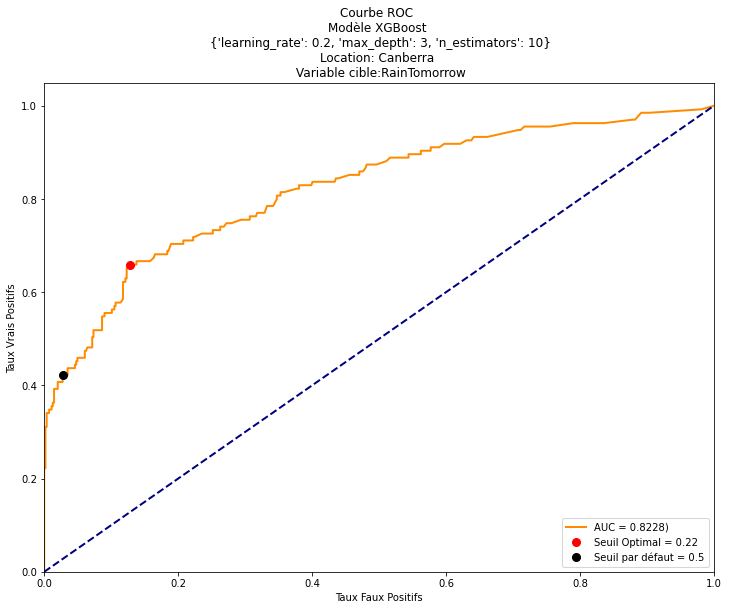 Courbe ROC
Modèle XGBoost
{'learning_rate': 0.2, 'max_depth': 3, 'n_estimators': 10}
Location: Canberra
Variable cible:RainTomorrow
1.0
0.8
0.6
0.4
0.2
0.0
Taux Vrais Positifs
AUC = 0.8228)
Seuil Optimal = 0.22
Seuil par défaut = 0.5
0.0 0.2 0.4 0.6 0.8 1.0
Taux Faux Positifs